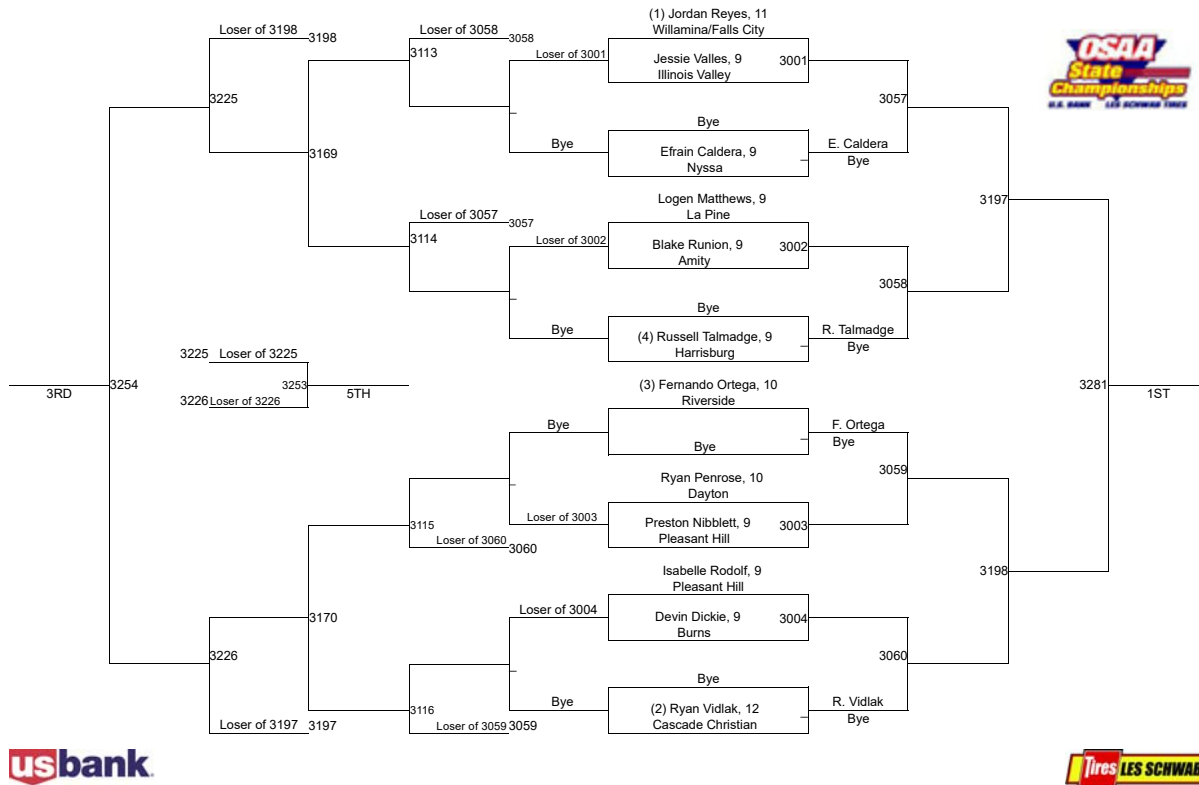 (1) Jordan Reyes, 11
Willamina/Falls City
Loser of 3198
3198
Loser of 3058
3058
3113
Loser of 3001
Jessie Valles, 9
Illinois Valley
3001
OSAA
State
Championships
U.S. BANK LES SCHWAB TIRES
3225
3057
Bye
3169
Bye
Efrain Caldera, 9
Nyssa
E. Caldera
Bye
Logen Matthews, 9
La Pine
3197
Loser of 3057
3057
3114
Loser of 3002
Blake Runion, 9
Amity
3002
3058
Bye
Bye
(4) Russell Talmadge, 9
Harrisburg
R. Talmadge
Bye
3225
Loser of 3225
3254
3RD
3253
5TH
3226
Loser of 3226
(3) Fernando Ortega, 10
Riverside
3281
1ST
Bye
Bye
F. Ortega
Bye
3059
Ryan Penrose, 10
Dayton
3115
Loser of 3003
Preston Nibblett, 9
Pleasant Hill
3003
Loser of 3060
3060
3198
Isabelle Rodolf, 9
Pleasant Hill
3170
Loser of 3004
Devin Dickie, 9
Burns
3004
3226
3060
Bye
3116
Bye
(2) Ryan Vidlak, 12
Cascade Christian
R. Vidlak
Bye
Loser of 3197
3197
Loser of 3059
3059
usbank.
Tires LES SCHWAB